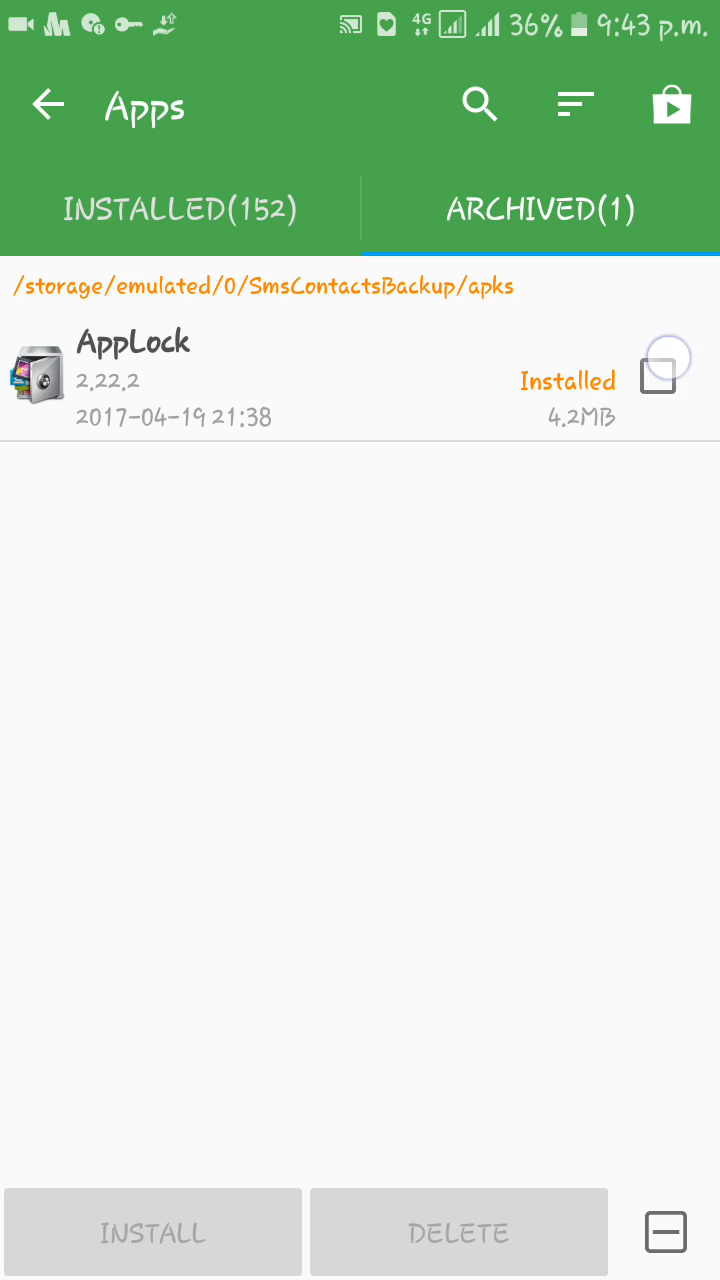 4G 36% 9:43 p.m.
Apps
INSTALLED(152) ARCHIVED(1)
/storage/emulated/0/SmsContactsBackup/apks
AppLock
2.22.2 Installed
2017-04-19 21:38 4.2MB
INSTALL DELETE